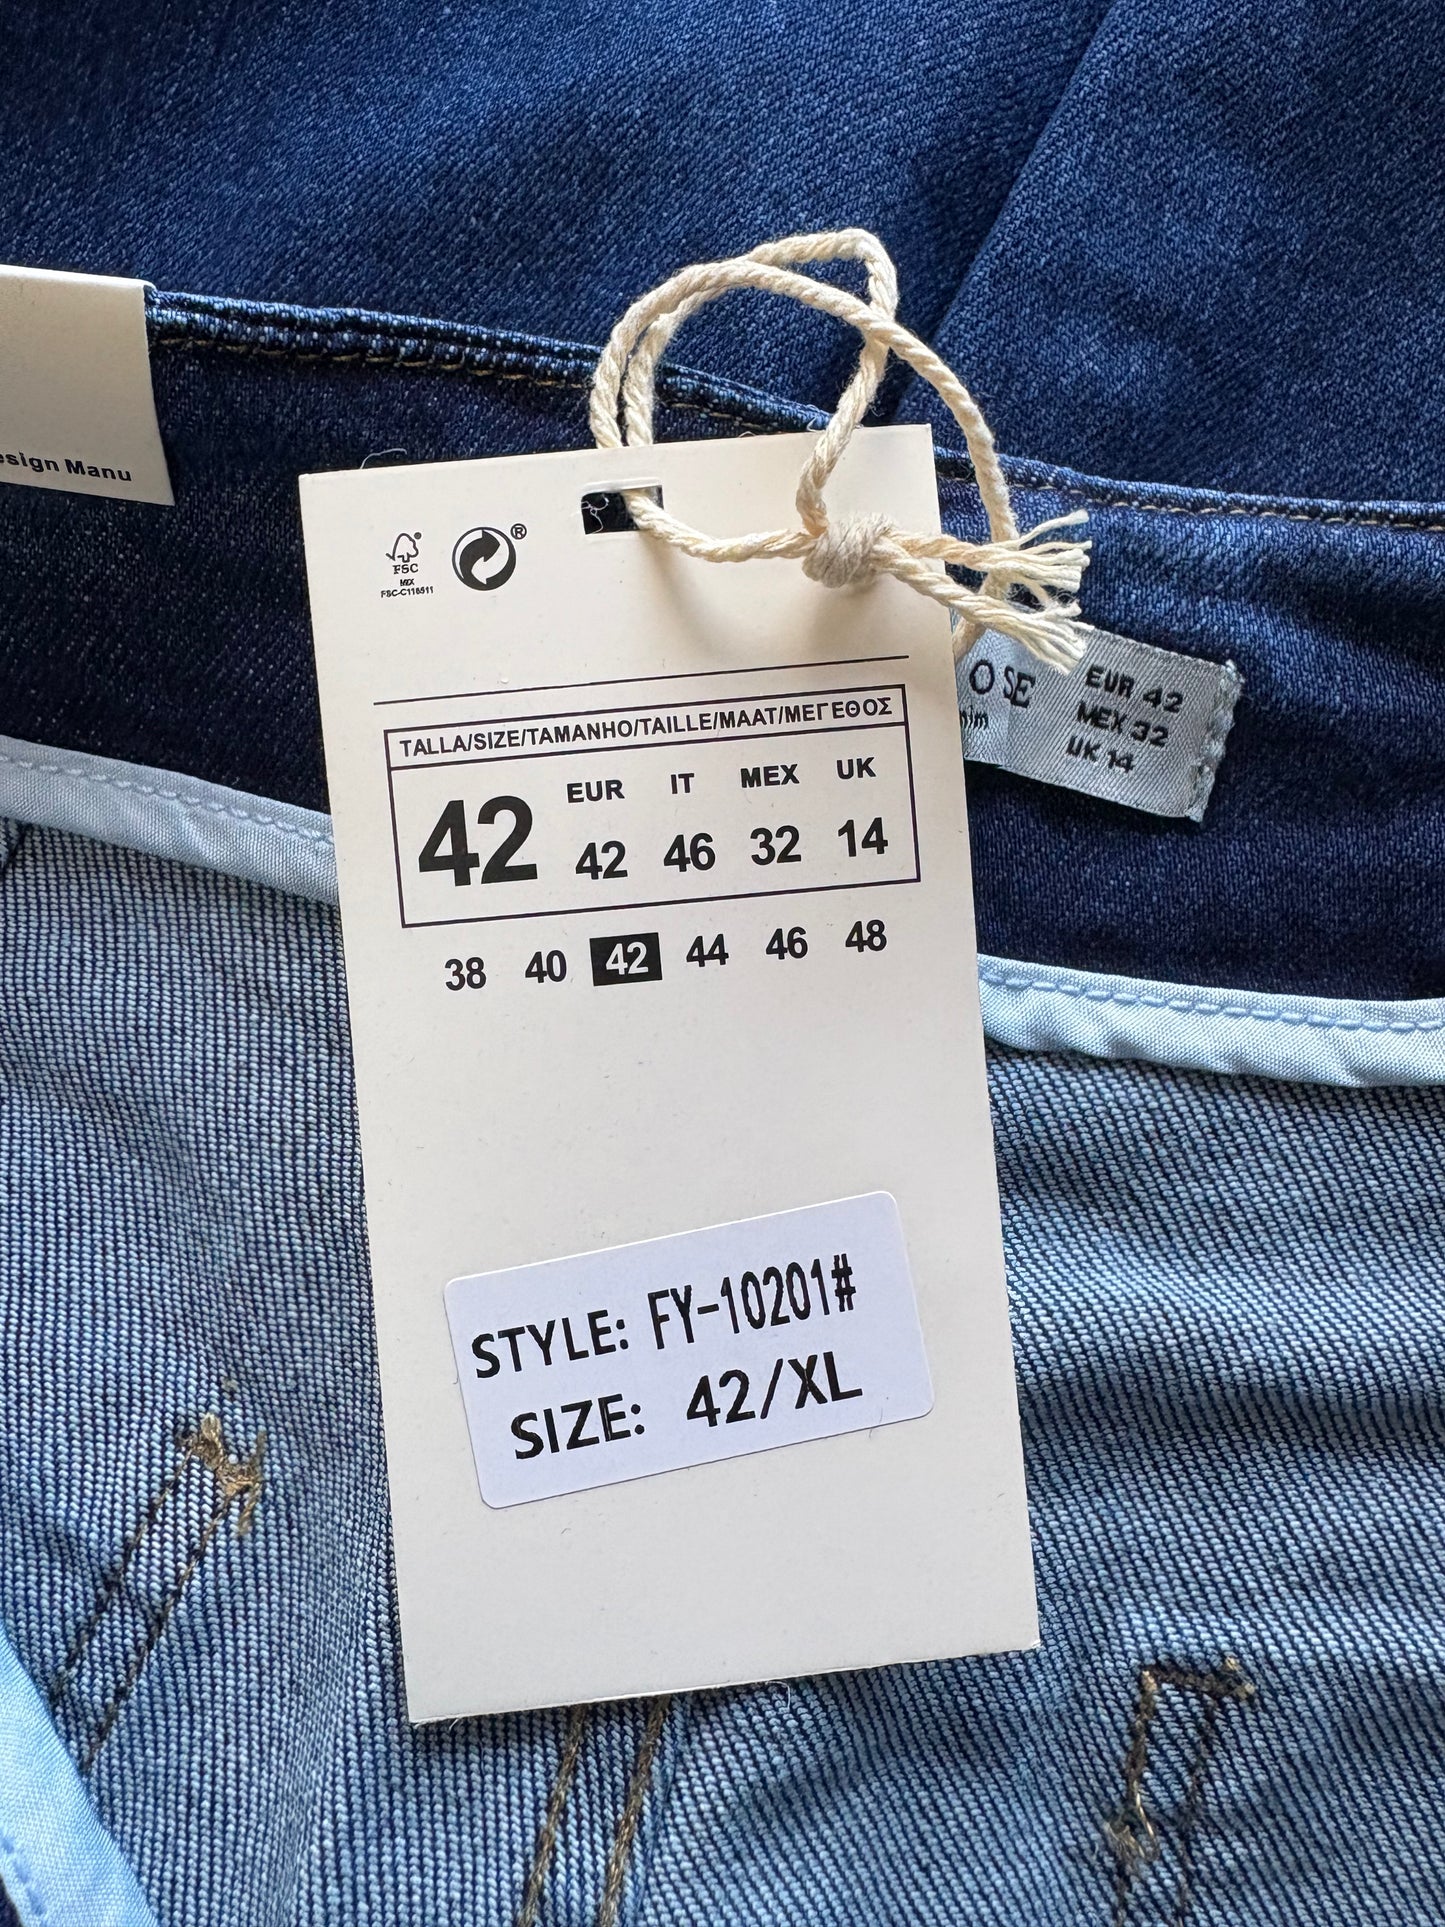 esign Manu
®
FSC
MIX
FSC-C116911
TALLA/SIZE/TAMANHO/TAILLE/MAAT/ΜΕΓΕΘΟΣ
42
EUR IT MEX UK
42 46 32 14
38 40 42 44 46 48
STYLE: FY-10201#
SIZE: 42/XL
OSE
EUR 42
MEX 32
UK 14